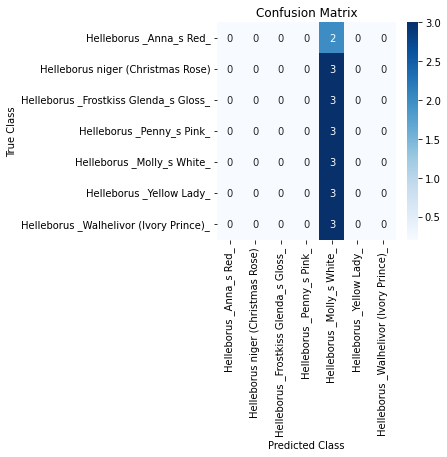 Confusion Matrix
True Class
Helleborus _Anna_s Red_ 0 0 0 0 2 0 0
Helleborus niger (Christmas Rose) 0 0 0 0 3 0 0
Helleborus _Frostkiss Glenda_s Gloss_ 0 0 0 0 3 0 0
Helleborus _Penny_s Pink_ 0 0 0 0 3 0 0
Helleborus _Molly_s White_ 0 0 0 0 3 0 0
Helleborus _Yellow Lady_ 0 0 0 0 3 0 0
Helleborus _Walhelivor (Ivory Prince)_ 0 0 0 0 3 0 0
Helleborus _Anna_s Red_
Helleborus niger (Christmas Rose)
Helleborus _Frostkiss Glenda_s Gloss_
Helleborus _Penny_s Pink_
Helleborus _Molly_s White_
Helleborus _Yellow Lady_
Helleborus _Walhelivor (Ivory Prince)_
Predicted Class
3.0
2.5
2.0
1.5
1.0
0.5